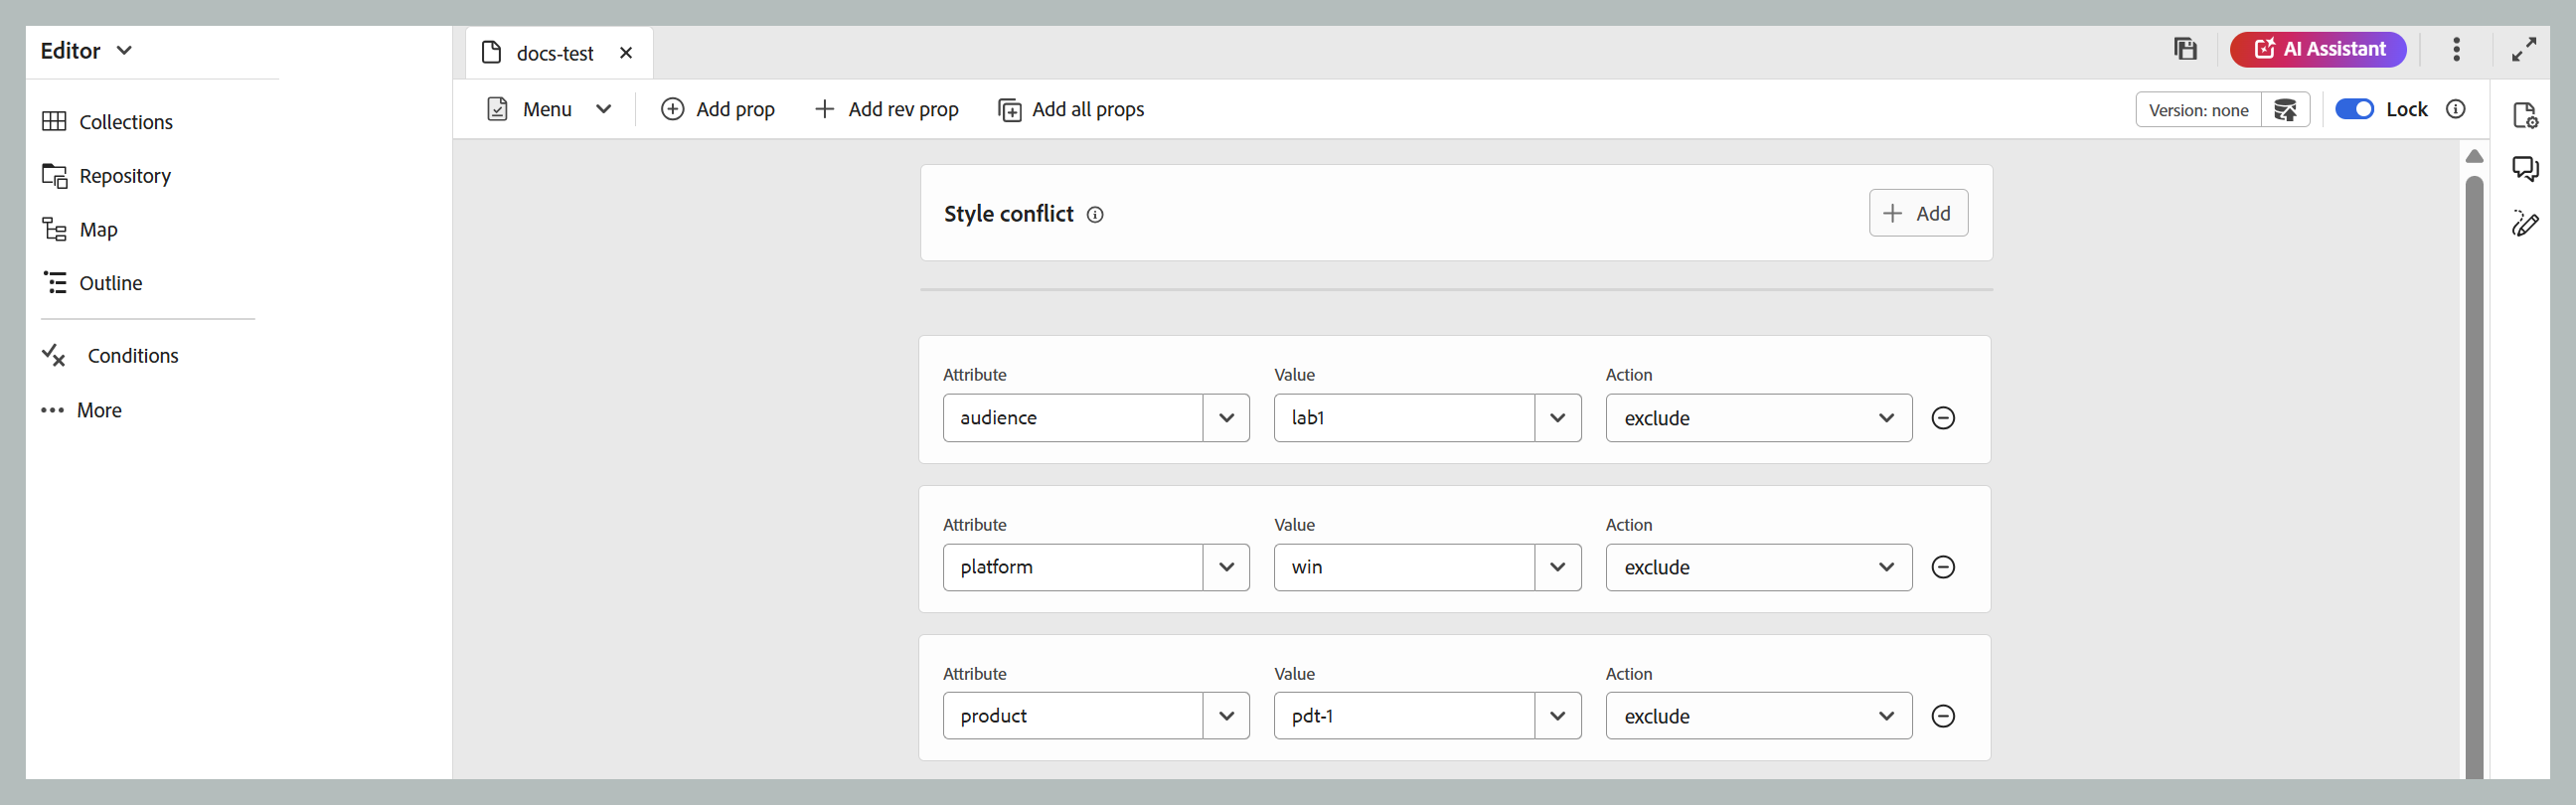 Editor
docs-test
AI Assistant
Collections
Repository
Map
Outline
Conditions
More
Menu
Add prop
Add rev prop
Add all props
Version: none
Lock
Style conflict
Add
Attribute Value Action
audience lab1 exclude
Attribute Value Action
platform win exclude
Attribute Value Action
product pdt-1 exclude